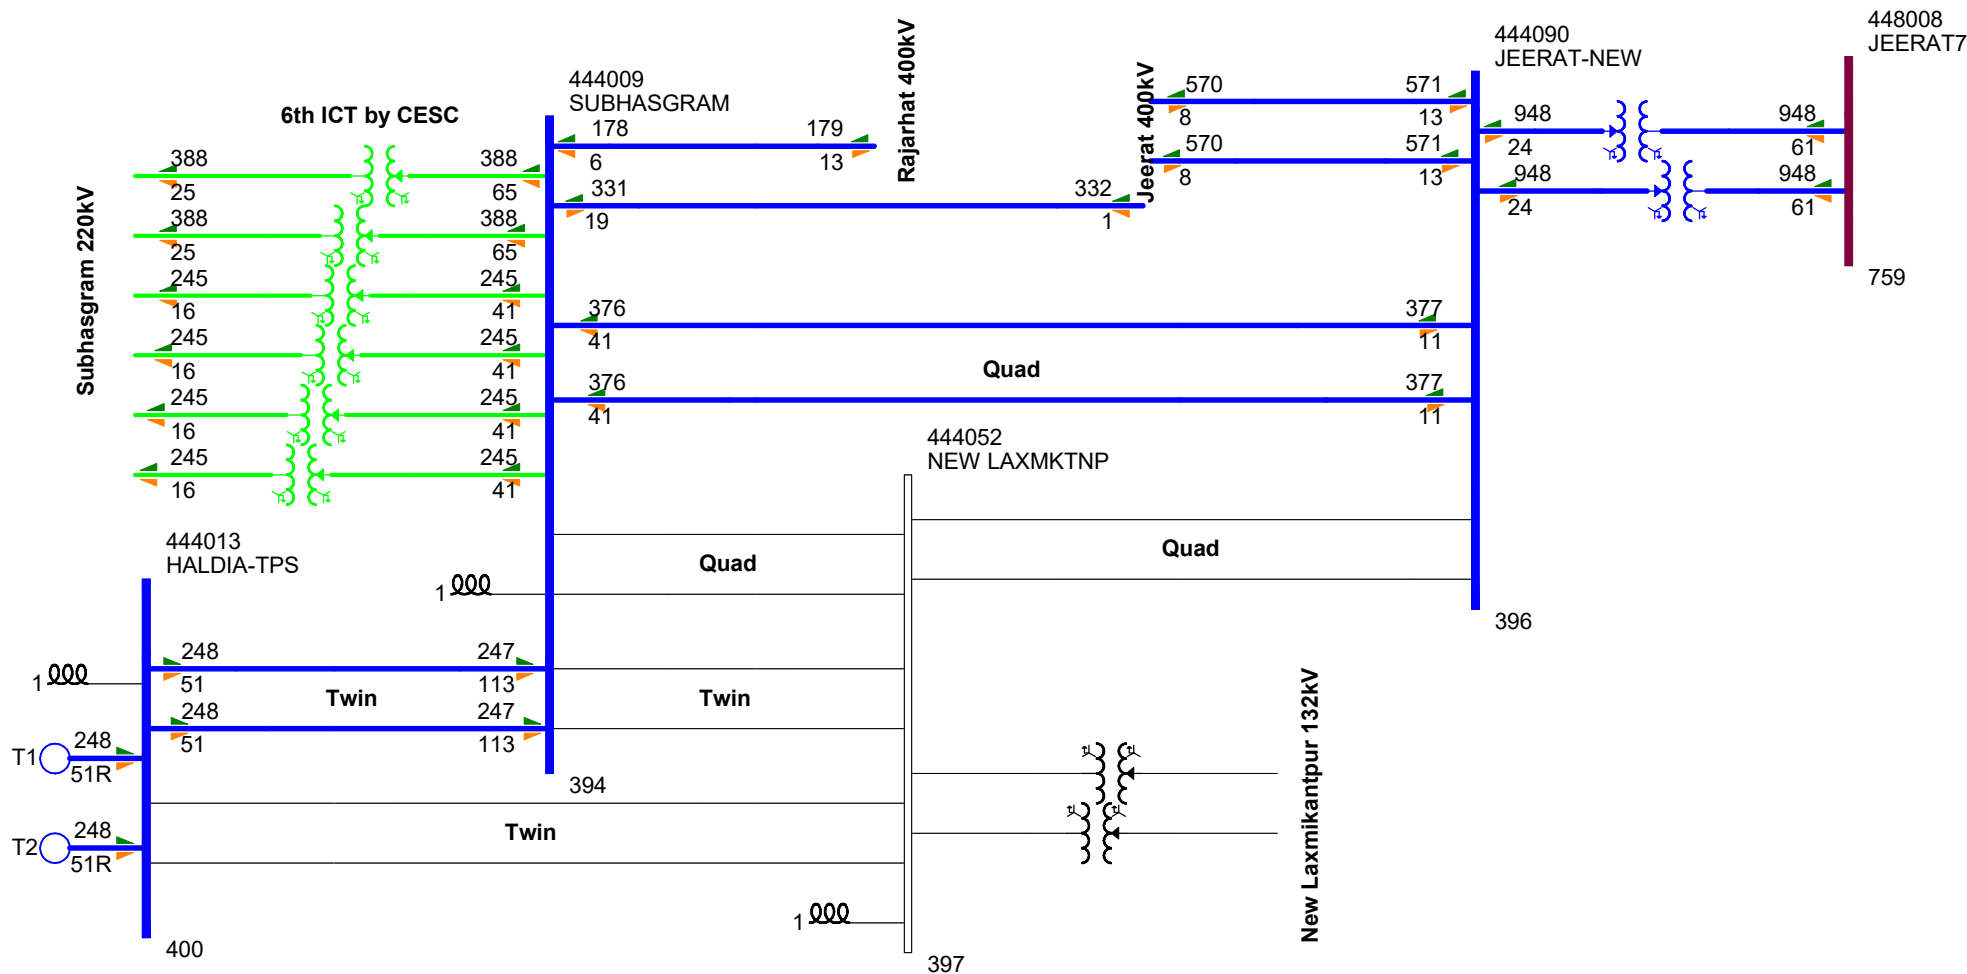 448008
JEERAT7
444090
JEERAT-NEW
444009
SUBHASGRAM
Rajarhat 400kV
Jeerat 400kV
6th ICT by CESC
Subhasgram 220kV
570 571
8 13
570 571
8 13
948 948
24 61
948 948
24 61
759
178 179
6 13
331 332
19 1
388 388
25 65
388 388
25 65
245 245
16 41
245 245
16 41
245 245
16 41
245 245
16 41
376 377
41 11
Quad
376 377
41 11
444052
NEW LAXMKTNP
444013
HALDIA-TPS
Quad
Quad
1
396
1
248 247
51 113
Twin
Twin
248 247
51 113
T1
248
51R
394
T2
248
51R
Twin
New Laxmikantpur 132kV
1
400
397